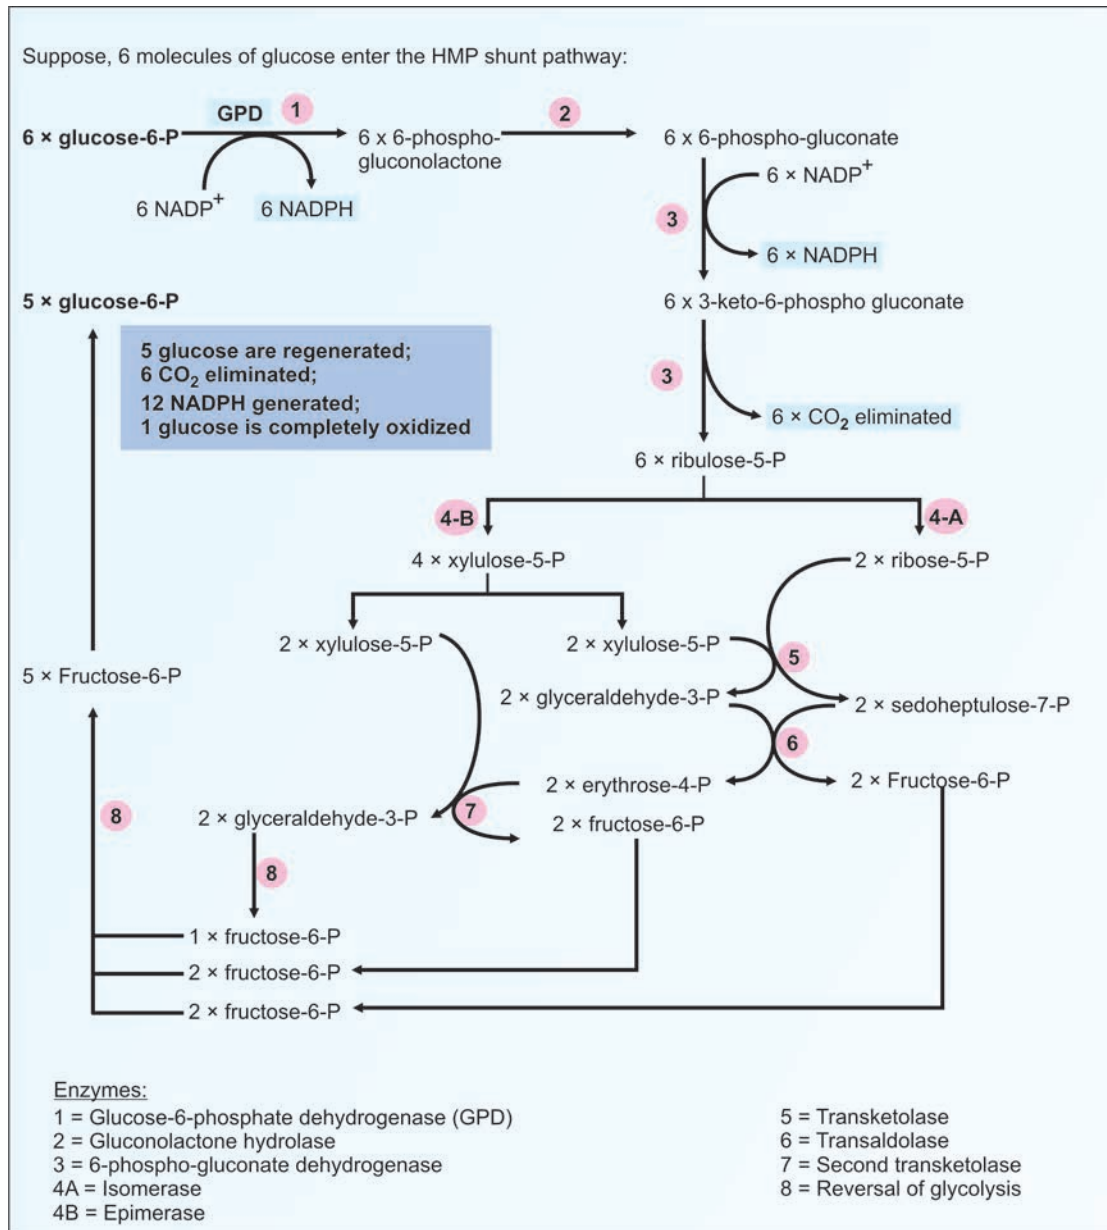 Suppose, 6 molecules of glucose enter the HMP shunt pathway:
GPD
1
2
6 × glucose-6-P
6 x 6-phospho-
gluconolactone
6 x 6-phospho-gluconate
6 NADP+
6 NADPH
6 × NADP+
3
6 × NADPH
5 × glucose-6-P
6 x 3-keto-6-phospho gluconate
5 glucose are regenerated;
6 CO2 eliminated;
12 NADPH generated;
1 glucose is completely oxidized
3
6 × CO2 eliminated
6 × ribulose-5-P
4-B
4-A
4 × xylulose-5-P
2 × ribose-5-P
2 × xylulose-5-P
2 × xylulose-5-P
5
5 × Fructose-6-P
2 × glyceraldehyde-3-P
2 × sedoheptulose-7-P
6
2 × erythrose-4-P
2 × Fructose-6-P
8
2 × glyceraldehyde-3-P
7
2 × fructose-6-P
8
1 × fructose-6-P
2 × fructose-6-P
2 × fructose-6-P
Enzymes:
1 = Glucose-6-phosphate dehydrogenase (GPD)
2 = Gluconolactone hydrolase
3 = 6-phospho-gluconate dehydrogenase
4A = Isomerase
4B = Epimerase
5 = Transketolase
6 = Transaldolase
7 = Second transketolase
8 = Reversal of glycolysis